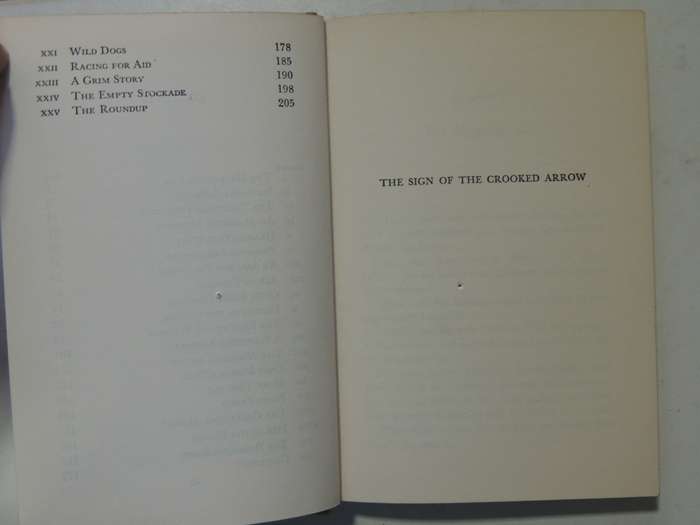 XXI WILD DOGS 178
XXII RACING FOR AID 185
XXIII A GRIM STORY 190
XXIV THE EMPTY STOCKADE 198
XXV THE ROUNDUP 205
THE SIGN OF THE CROOKED ARROW